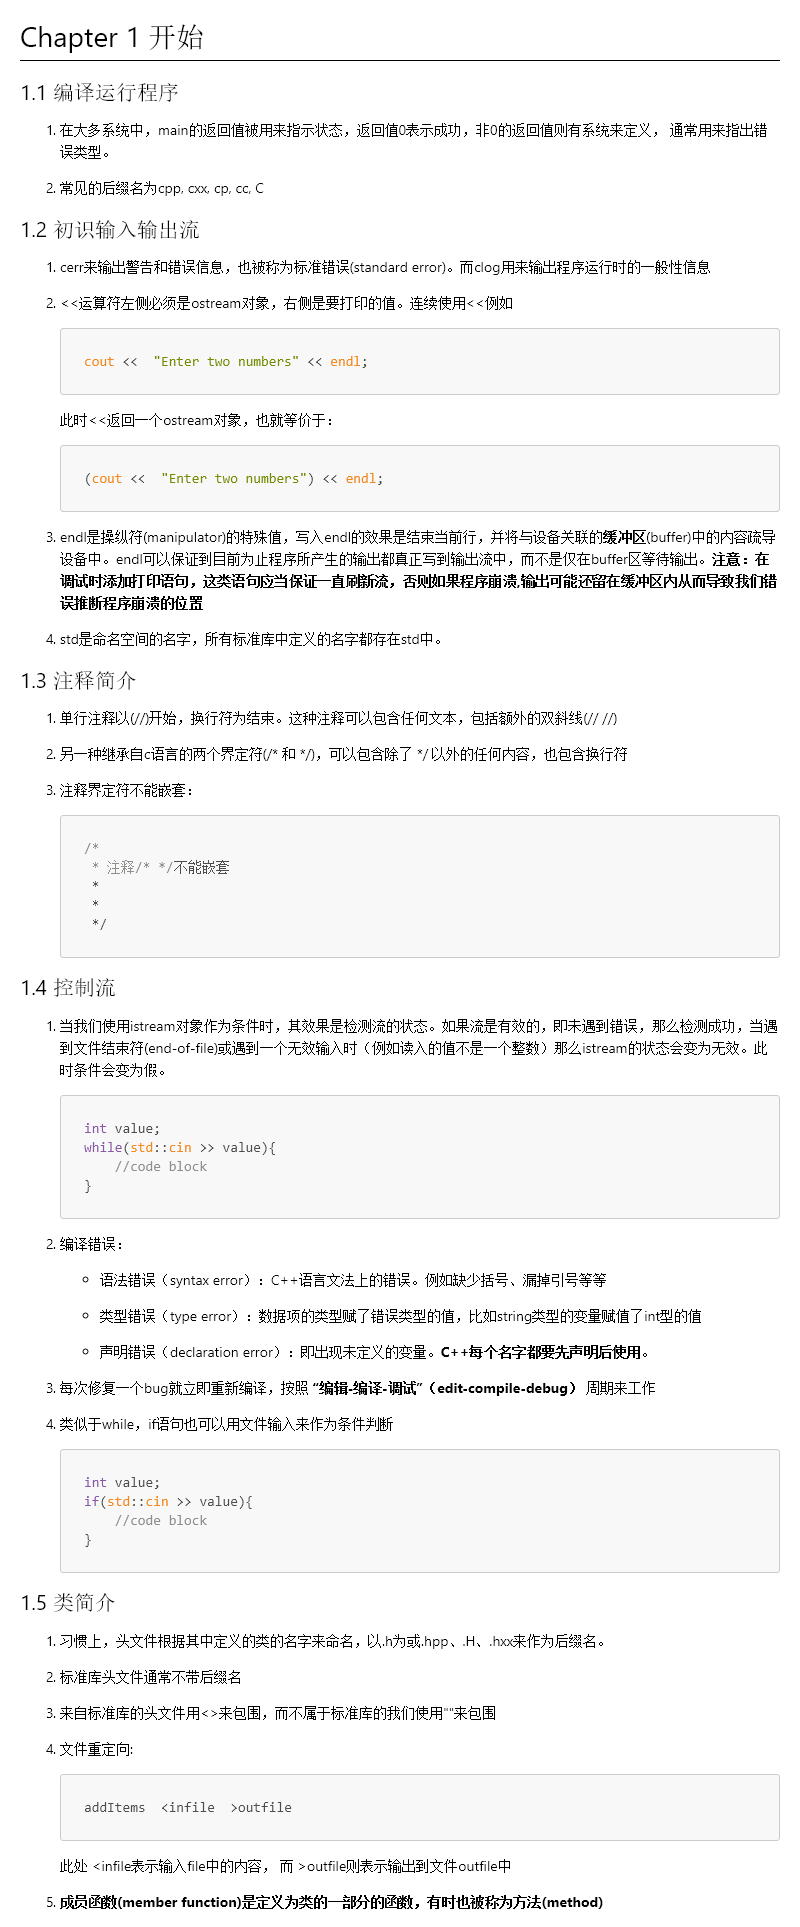 Chapter 1 开始
1.1 编译运行程序
1. 在大多系统中，main的返回值被用来指示状态，返回值0表示成功，非0的返回值则有系统来定义， 通常用来指出错
误类型。
2. 常见的后缀名为cpp, cxx, cp, cc, C
1.2 初识输入输出流
1. cerr来输出警告和错误信息，也被称为标准错误(standard error)。而clog用来输出程序运行时的一般性信息
2. <<运算符左侧必须是ostream对象，右侧是要打印的值。连续使用<<例如
cout <<  "Enter two numbers" << endl;
此时<<返回一个ostream对象，也就等价于：
(cout <<  "Enter two numbers") << endl;
3. endl是操纵符(manipulator)的特殊值，写入endl的效果是结束当前行，并将与设备关联的缓冲区(buffer)中的内容疏导
设备中。endl可以保证到目前为止程序所产生的输出都真正写到输出流中，而不是仅在buffer区等待输出。注意：在
调试时添加打印语句，这类语句应当保证一直刷新流，否则如果程序崩溃,输出可能还留在缓冲区内从而导致我们错
误推断程序崩溃的位置
4. std是命名空间的名字，所有标准库中定义的名字都存在std中。
1.3 注释简介
1. 单行注释以(//)开始，换行符为结束。这种注释可以包含任何文本，包括额外的双斜线(// //)
2. 另一种继承自c语言的两个界定符(/* 和 */)，可以包含除了 */ 以外的任何内容，也包含换行符
3. 注释界定符不能嵌套：
/*
 * 注释/* */不能嵌套
 *
 *
 */
1.4 控制流
1. 当我们使用istream对象作为条件时，其效果是检测流的状态。如果流是有效的，即未遇到错误，那么检测成功，当遇
到文件结束符(end-of-file)或遇到一个无效输入时（例如读入的值不是一个整数）那么istream的状态会变为无效。此
时条件会变为假。
int value;
while(std::cin >> value){
    //code block
}
2. 编译错误：
◦ 语法错误（syntax error）：C++语言文法上的错误。例如缺少括号、漏掉引号等等
◦ 类型错误（type error）：数据项的类型赋了错误类型的值，比如string类型的变量赋值了int型的值
◦ 声明错误（declaration error）：即出现未定义的变量。C++每个名字都要先声明后使用。
3. 每次修复一个bug就立即重新编译，按照 “编辑-编译-调试”（edit-compile-debug） 周期来工作
4. 类似于while，if语句也可以用文件输入来作为条件判断
int value;
if(std::cin >> value){
    //code block
}
1.5 类简介
1. 习惯上，头文件根据其中定义的类的名字来命名，以.h为或.hpp、.H、.hxx来作为后缀名。
2. 标准库头文件通常不带后缀名
3. 来自标准库的头文件用<>来包围，而不属于标准库的我们使用""来包围
4. 文件重定向:
addItems  <infile  >outfile
此处 <infile表示输入file中的内容， 而 >outfile则表示输出到文件outfile中
5. 成员函数(member function)是定义为类的一部分的函数，有时也被称为方法(method)